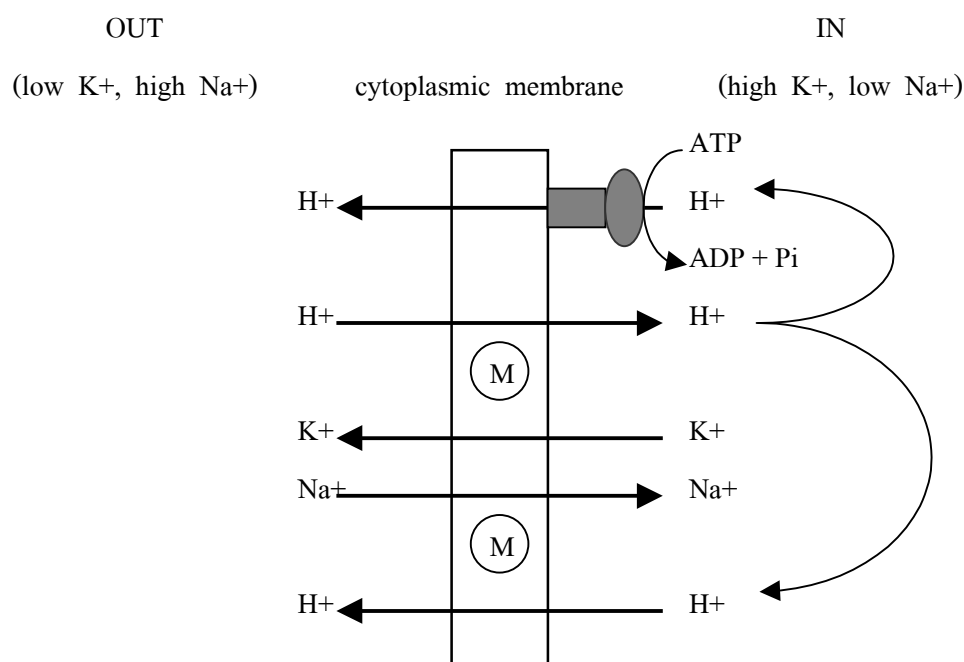 OUT IN
(low K+, high Na+) cytoplasmic membrane (high K+, low Na+)
ATP
H+ H+
ADP + Pi
H+ H+
M
K+ K+
Na+ Na+
M
H+ H+